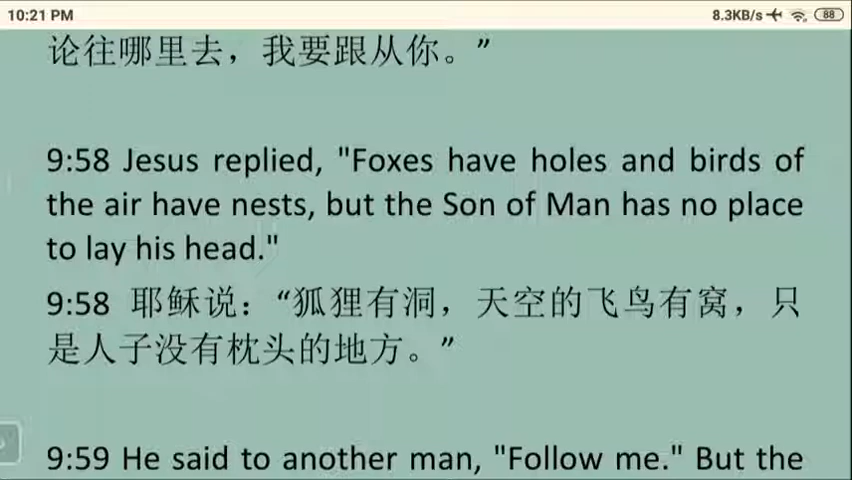 10:21 PM 8.3KB/s 88
论往哪里去，我要跟从你。”
9:58 Jesus replied, "Foxes have holes and birds of
the air have nests, but the Son of Man has no place
to lay his head."
9:58 耶稣说：“狐狸有洞，天空的飞鸟有窝，只
是人子没有枕头的地方。”
9:59 He said to another man, "Follow me." But the